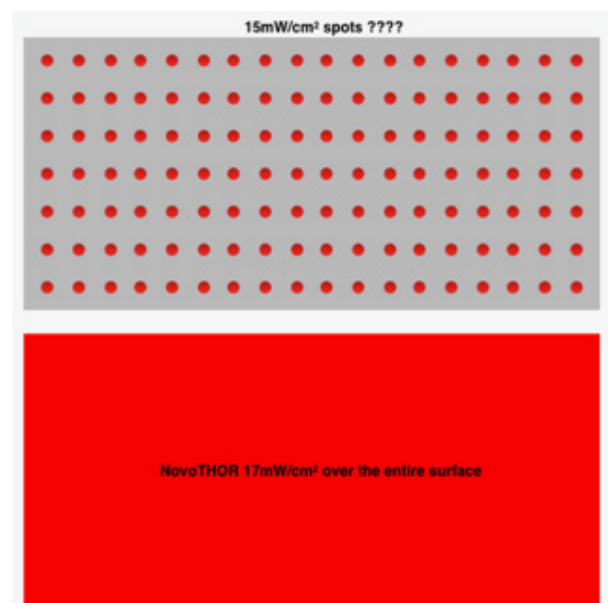 15mW/cm² spots ????
NovoTHOR 17mW/cm² over the entire surface